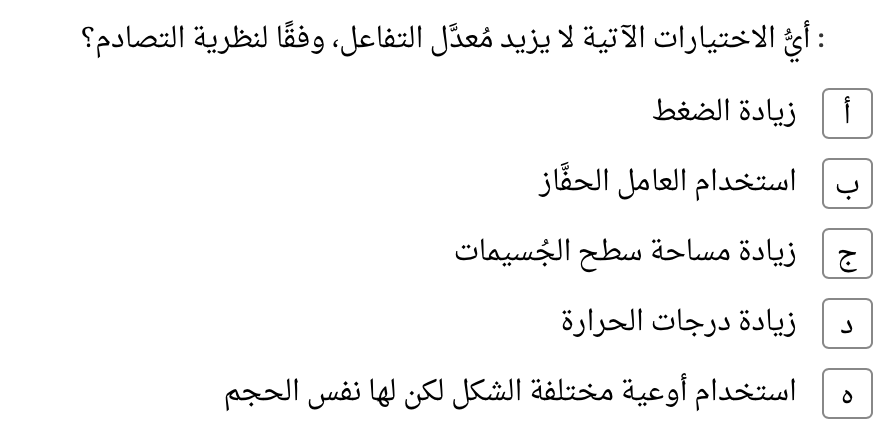 : أيُّ الاختيارات الآتية لا يزيد مُعدَّل التفاعل، وفقًا لنظرية التصادم؟
أ زيادة الضغط
ب استخدام العامل الحفَّاز
ج زيادة مساحة سطح الجُسيمات
د زيادة درجات الحرارة
ه استخدام أوعية مختلفة الشكل لكن لها نفس الحجم